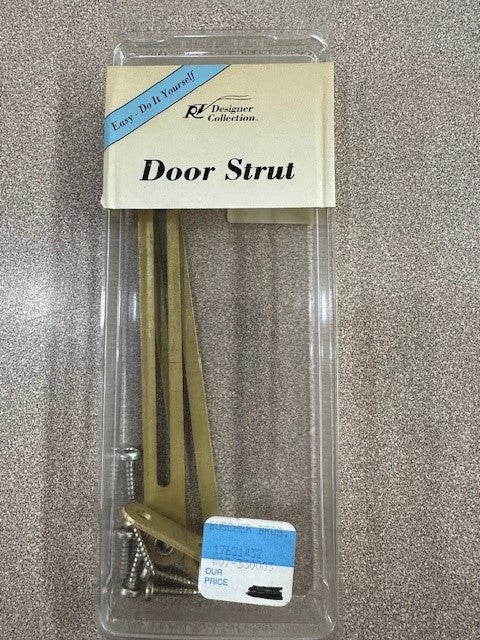 Easy - Do It Yourself
RV Designer
Collection
Door Strut
17621432
OUR
PRICE